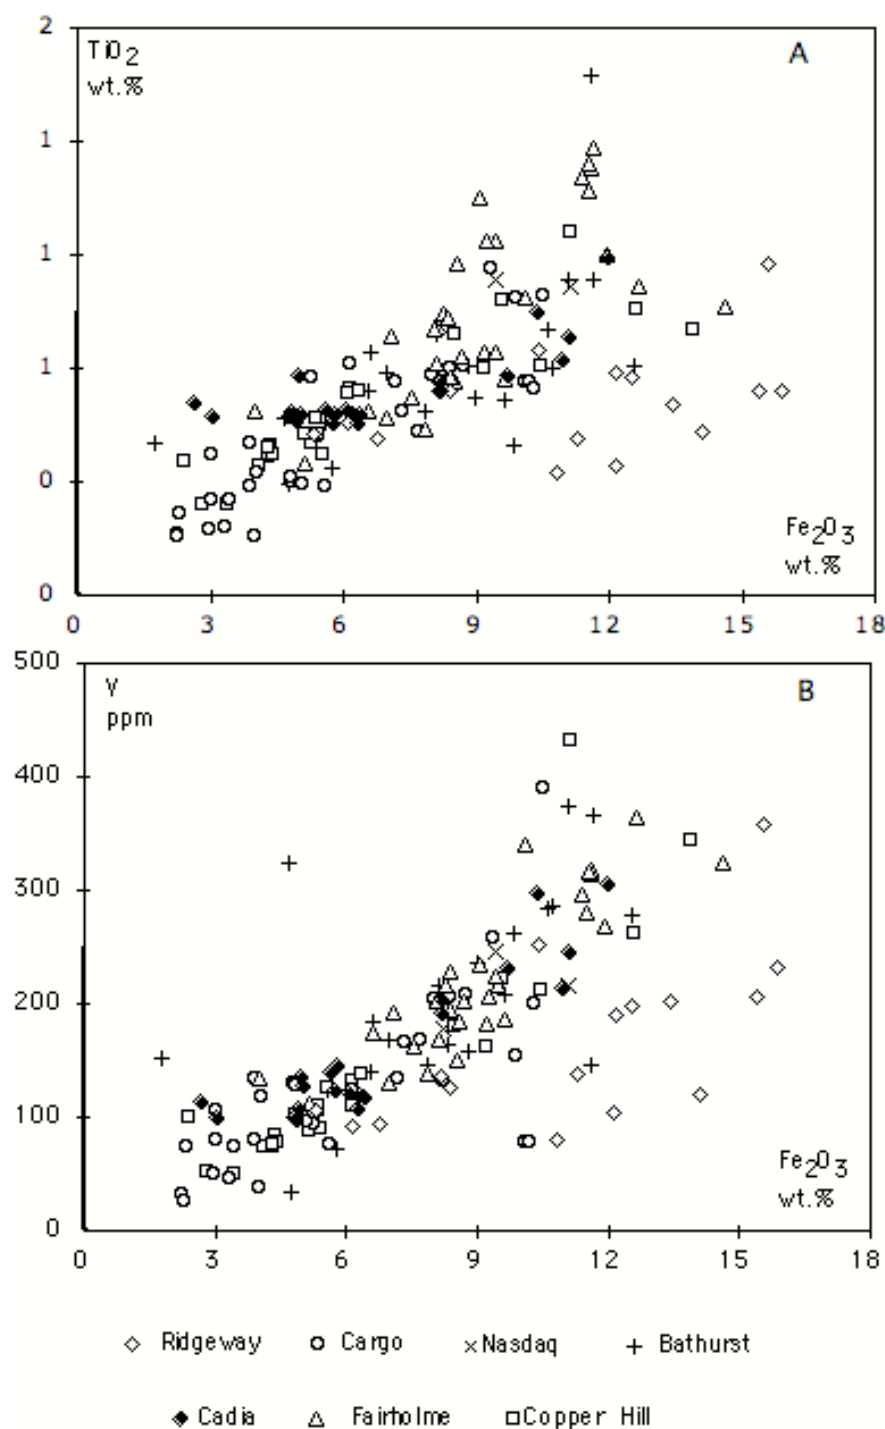 2
TiO2
wt.%
A
1
1
1
0
Fe2O3
wt.%
0
0 3 6 9 12 15 18
500
V
ppm
B
400
300
200
100
Fe2O3
wt.%
0
0 3 6 9 12 15 18
Ridgeway Cargo Nasdaq Bathurst
Cadia Fairholme Copper Hill